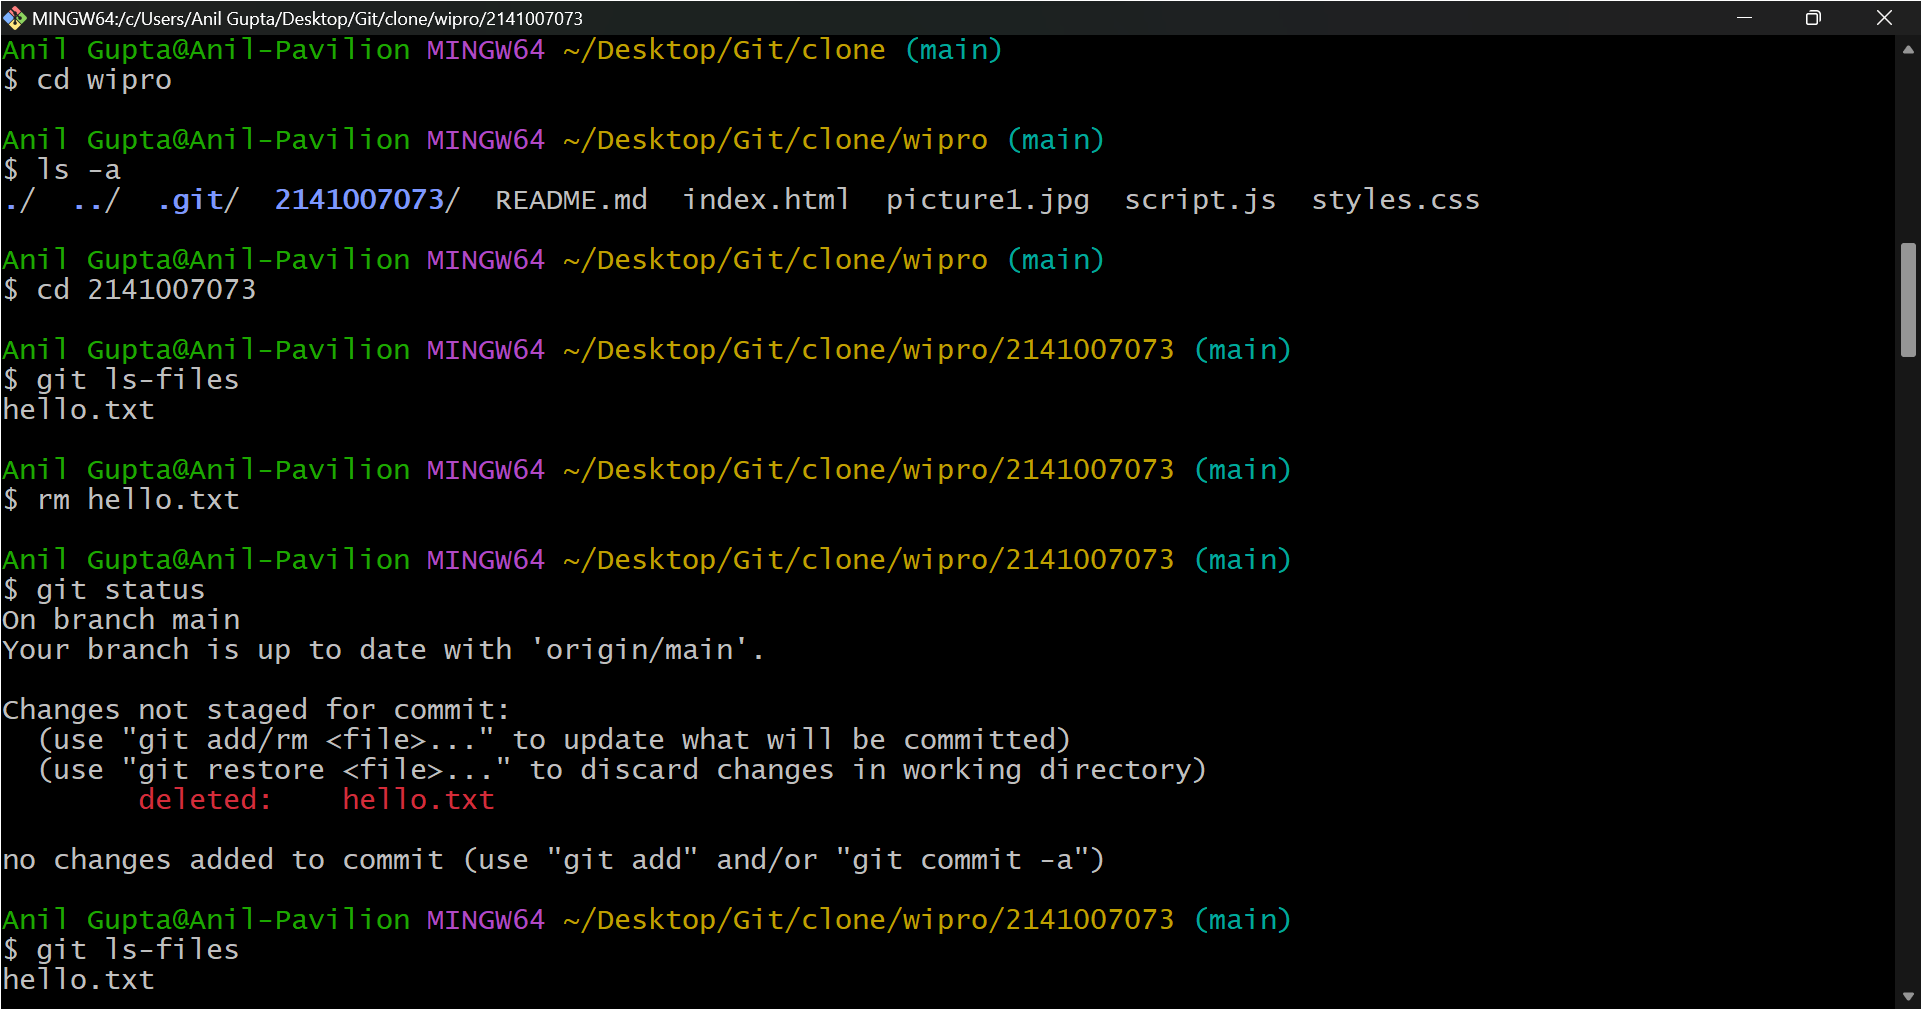 MINGW64:/c/Users/Anil Gupta/Desktop/Git/clone/wipro/2141007073
Anil Gupta@Anil-Pavilion MINGW64 ~/Desktop/Git/clone (main)
$ cd wipro
Anil Gupta@Anil-Pavilion MINGW64 ~/Desktop/Git/clone/wipro (main)
$ ls -a
./  ../  .git/  2141007073/  README.md  index.html  picture1.jpg  script.js  styles.css
Anil Gupta@Anil-Pavilion MINGW64 ~/Desktop/Git/clone/wipro (main)
$ cd 2141007073
Anil Gupta@Anil-Pavilion MINGW64 ~/Desktop/Git/clone/wipro/2141007073 (main)
$ git ls-files
hello.txt
Anil Gupta@Anil-Pavilion MINGW64 ~/Desktop/Git/clone/wipro/2141007073 (main)
$ rm hello.txt
Anil Gupta@Anil-Pavilion MINGW64 ~/Desktop/Git/clone/wipro/2141007073 (main)
$ git status
On branch main
Your branch is up to date with 'origin/main'.
Changes not staged for commit:
  (use "git add/rm <file>..." to update what will be committed)
  (use "git restore <file>..." to discard changes in working directory)
        deleted:    hello.txt
no changes added to commit (use "git add" and/or "git commit -a")
Anil Gupta@Anil-Pavilion MINGW64 ~/Desktop/Git/clone/wipro/2141007073 (main)
$ git ls-files
hello.txt